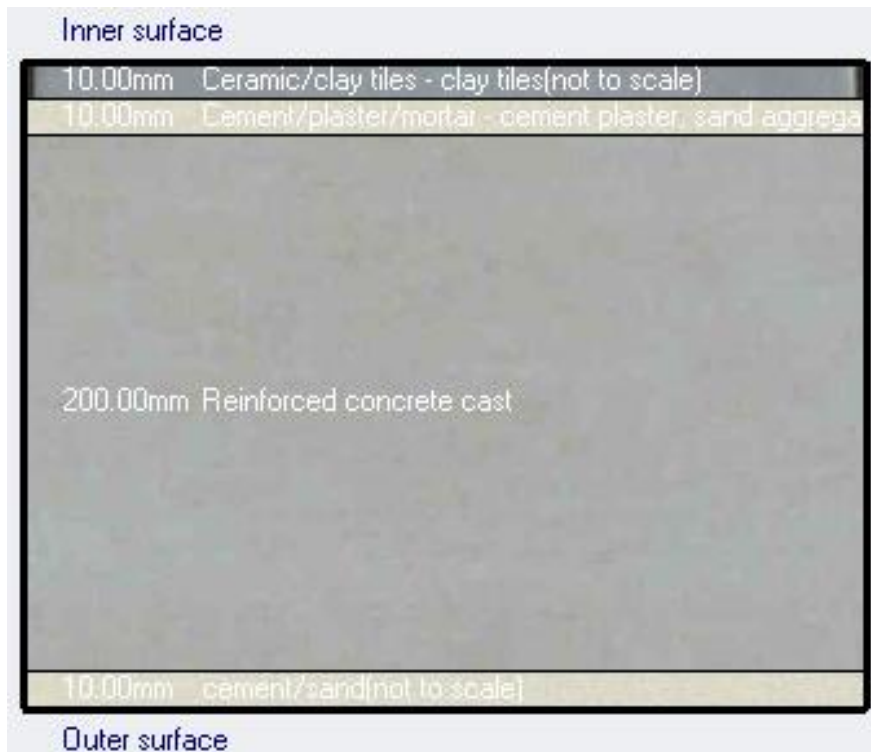 Inner surface
10.00mm Ceramic/clay tiles - clay tiles(not to scale)
10.00mm Cement/plaster/mortar - cement plaster, sand aggrega
200.00mm Reinforced concrete cast
10.00mm cement/sand(not to scale)
Outer surface